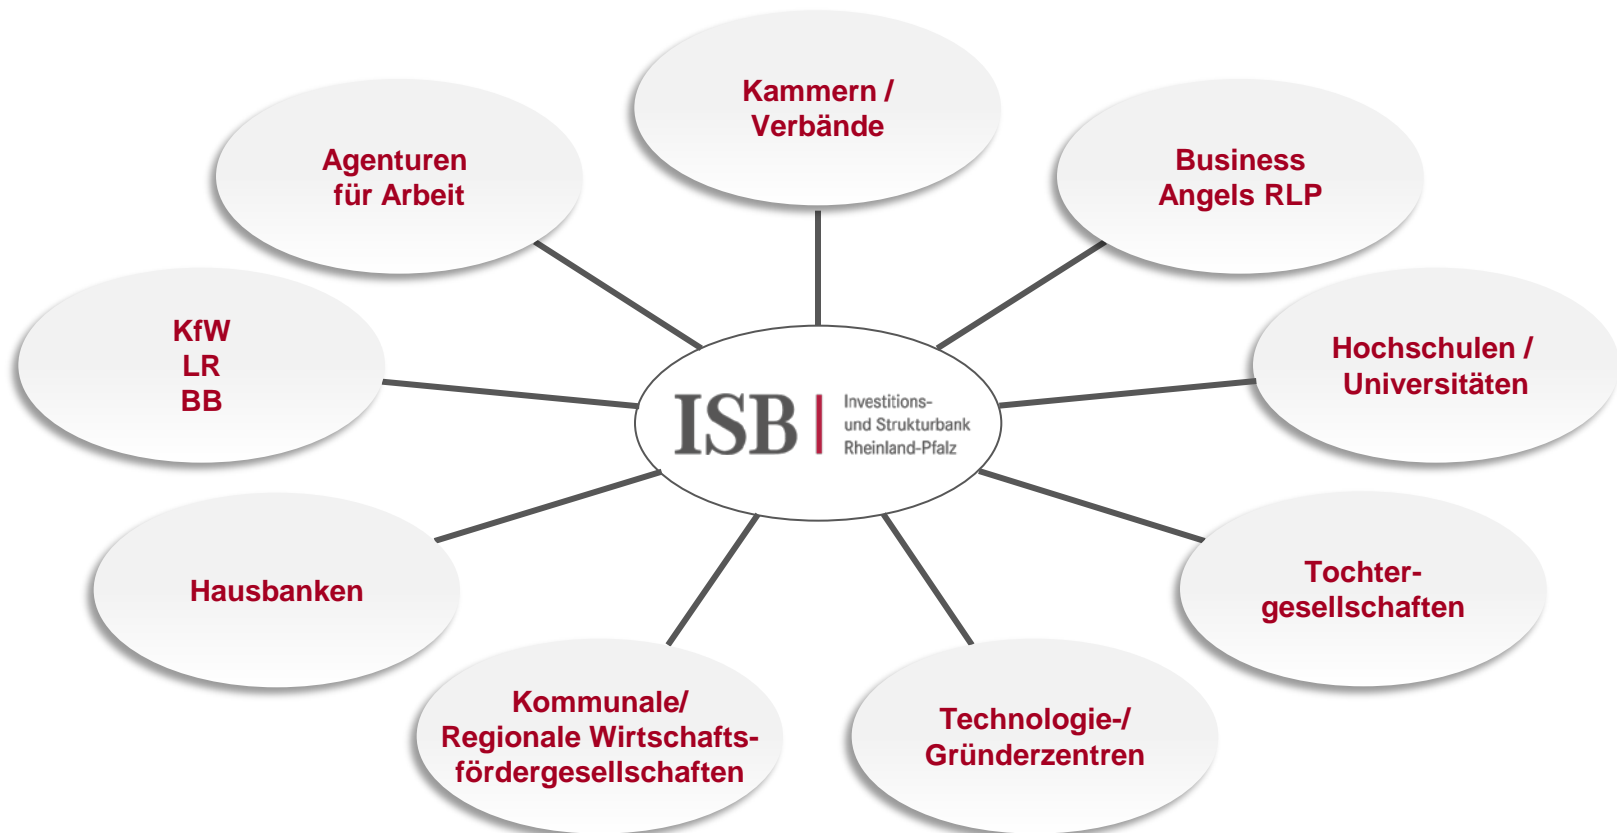 Kammern /
Verbände
Agenturen
für Arbeit
Business
Angels RLP
KfW
LR
BB
Hochschulen /
Universitäten
ISB
Investitions-
und Strukturbank
Rheinland-Pfalz
Hausbanken
Tochter-
gesellschaften
Kommunale/
Regionale Wirtschafts-
fördergesellschaften
Technologie-/
Gründerzentren